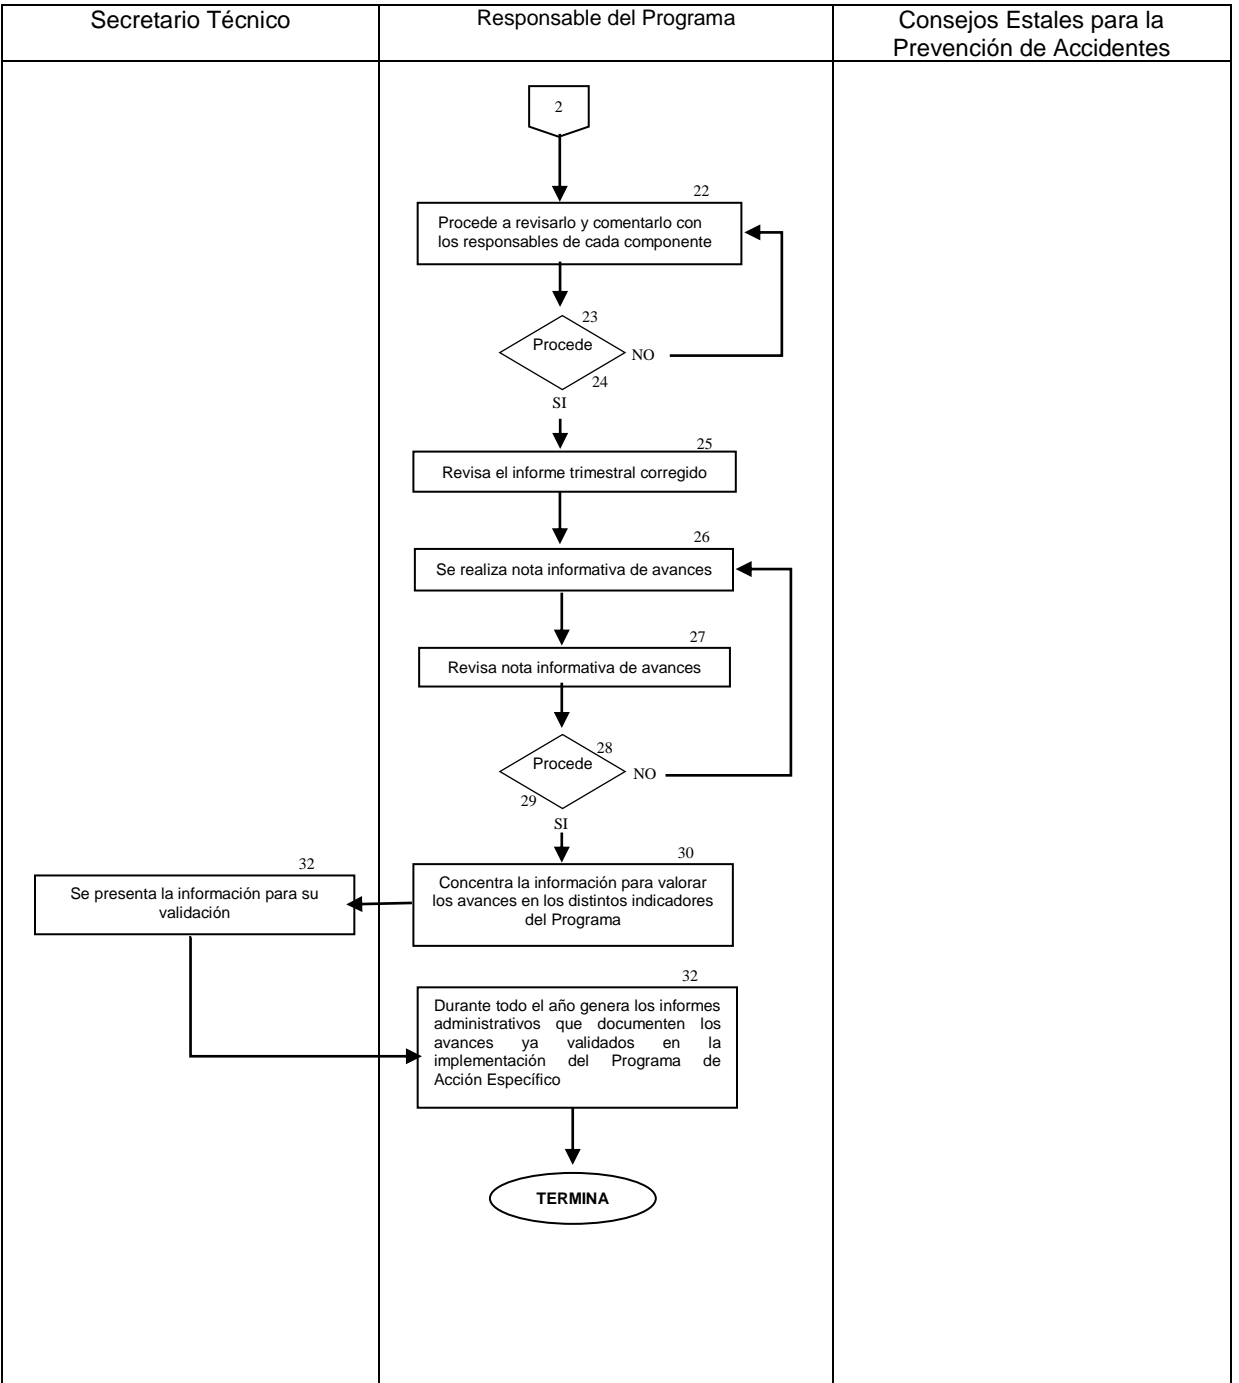 Secretario Técnico
Responsable del Programa
Consejos Estales para la
Prevención de Accidentes
2
22
Procede a revisarlo y comentarlo con
los responsables de cada componente
23
Procede
NO
24
SI
25
Revisa el informe trimestral corregido
26
Se realiza nota informativa de avances
27
Revisa nota informativa de avances
28
Procede
NO
29
SI
30
Concentra la información para valorar
los avances en los distintos indicadores
del Programa
32
Se presenta la información para su
validación
32
Durante todo el año genera los informes
administrativos que documenten los
avances ya validados en la
implementación del Programa de
Acción Específico
TERMINA